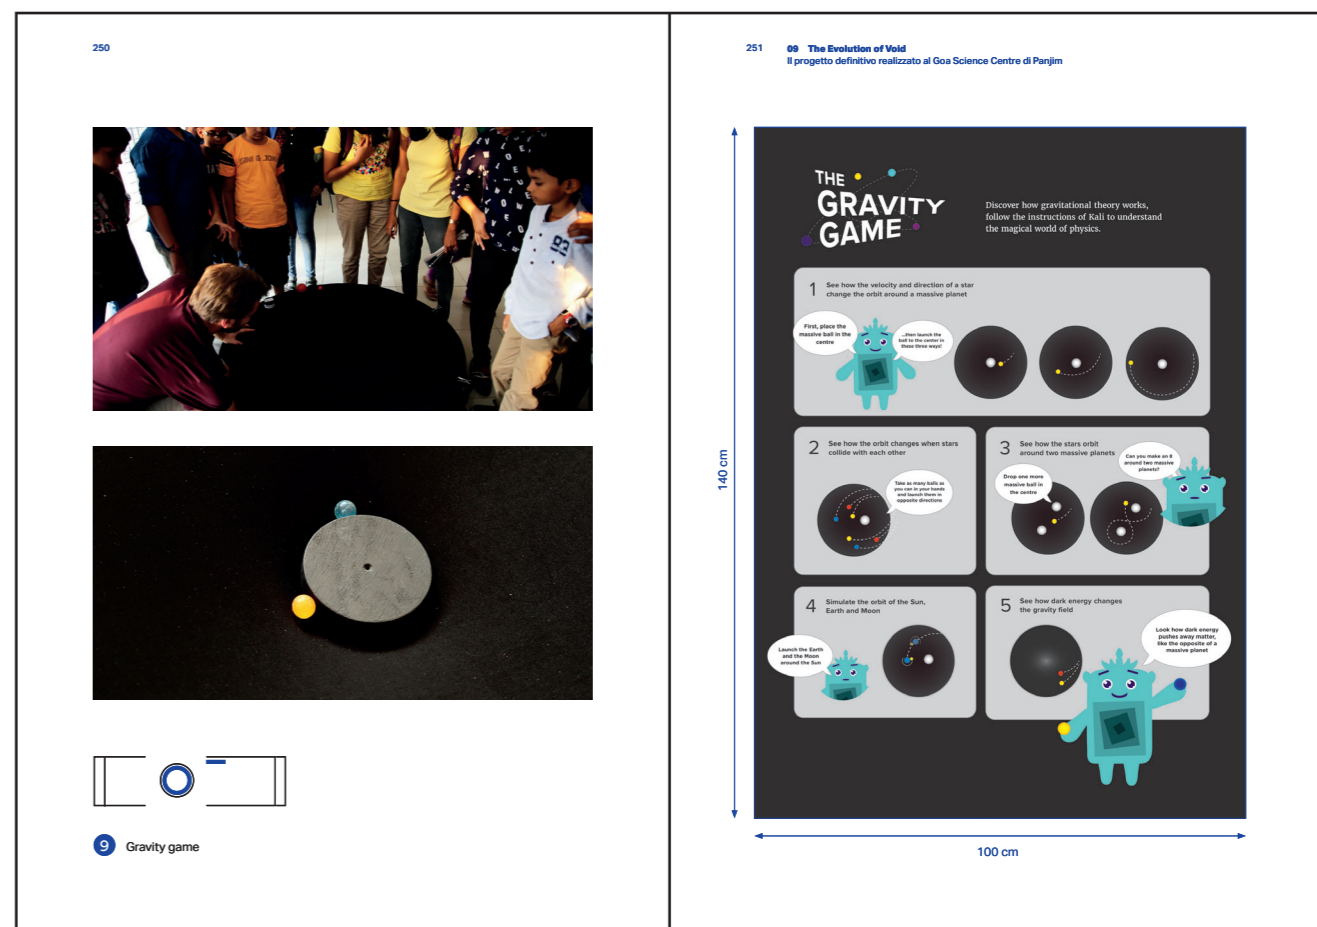 250
9 Gravity game
251 09 The Evolution of Void
Il progetto definitivo realizzato al Goa Science Centre di Panjim
140 cm
100 cm
THE
GRAVITY
GAME
Discover how gravitational theory works,
follow the instructions of Kali to understand
the magical world of physics.
1 See how the velocity and direction of a star
change the orbit around a massive planet
First, place the
massive ball in the
centre
...then launch the
ball to the center in
these three ways!
2 See how the orbit changes when stars
collide with each other
Take as many balls as
you can in your hands
and launch them in
opposite directions
3 See how the stars orbit
around two massive planets
Drop one more
massive ball in
the centre
Can you make an 8
around two massive
planets?
4 Simulate the orbit of the Sun,
Earth and Moon
Launch the Earth
and the Moon
around the Sun
5 See how dark energy changes
the gravity field
Look how dark energy
pushes away matter,
like the opposite of a
massive planet